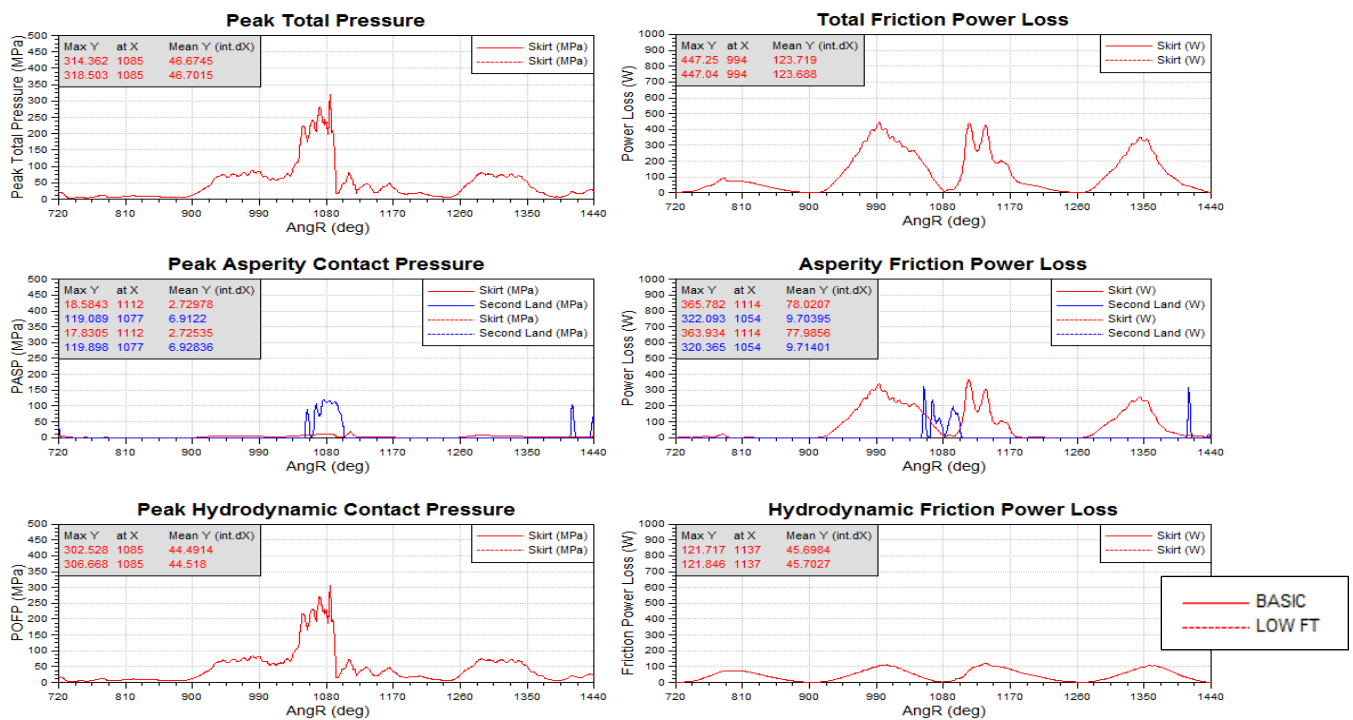 Peak Total Pressure
Peak Total Pressure (MPa)
500
450
400
350
300
250
200
150
100
50
0
Max Y at X Mean Y (int.dX)
314.362 1085 46.6745
318.503 1085 46.7015
Skirt (MPa)
Skirt (MPa)
720 810 900 990 1080 1170 1260 1350 1440
AngR (deg)
Total Friction Power Loss
Power Loss (W)
1000
900
800
700
600
500
400
300
200
100
0
Max Y at X Mean Y (int.dX)
447.25 994 123.719
447.04 994 123.688
Skirt (W)
Skirt (W)
720 810 900 990 1080 1170 1260 1350 1440
AngR (deg)
Peak Asperity Contact Pressure
PASP (MPa)
500
450
400
350
300
250
200
150
100
50
0
Max Y at X Mean Y (int.dX)
18.5843 1112 2.72978
119.089 1077 6.9122
17.8305 1112 2.72535
119.898 1077 6.92836
Skirt (MPa)
Second Land (MPa)
Skirt (MPa)
Second Land (MPa)
720 810 900 990 1080 1170 1260 1350 1440
AngR (deg)
Asperity Friction Power Loss
Power Loss (W)
1000
900
800
700
600
500
400
300
200
100
0
Max Y at X Mean Y (int.dX)
365.782 1114 78.0207
322.093 1054 9.70395
363.934 1114 77.9856
320.365 1054 9.71401
Skirt (W)
Second Land (W)
Skirt (W)
Second Land (W)
720 810 900 990 1080 1170 1260 1350 1440
AngR (deg)
Peak Hydrodynamic Contact Pressure
POFP (MPa)
500
450
400
350
300
250
200
150
100
50
0
Max Y at X Mean Y (int.dX)
302.528 1085 44.4914
306.668 1085 44.518
Skirt (MPa)
Skirt (MPa)
720 810 900 990 1080 1170 1260 1350 1440
AngR (deg)
Hydrodynamic Friction Power Loss
Friction Power Loss (W)
1000
900
800
700
600
500
400
300
200
100
0
Max Y at X Mean Y (int.dX)
121.717 1137 45.6984
121.846 1137 45.7027
Skirt (W)
Skirt (W)
720 810 900 990 1080 1170 1260 1350 1440
AngR (deg)
BASIC
LOW FT